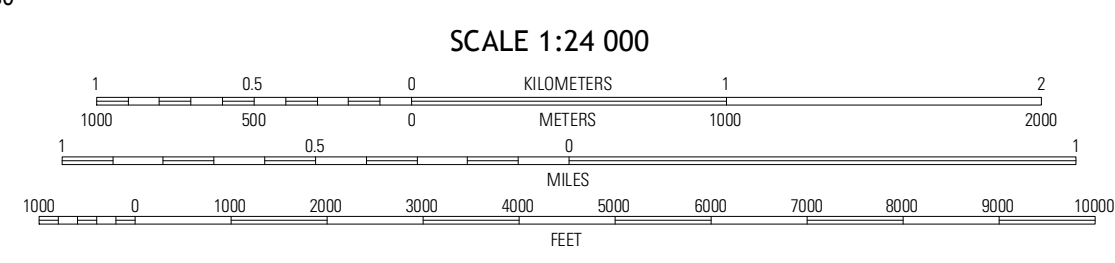 SCALE 1:24 000
1 0.5 0 KILOMETERS 1 2
1000 500 0 METERS 1000 2000
1 0.5 0 1
MILES
1000 0 1000 2000 3000 4000 5000 6000 7000 8000 9000 10000
FEET